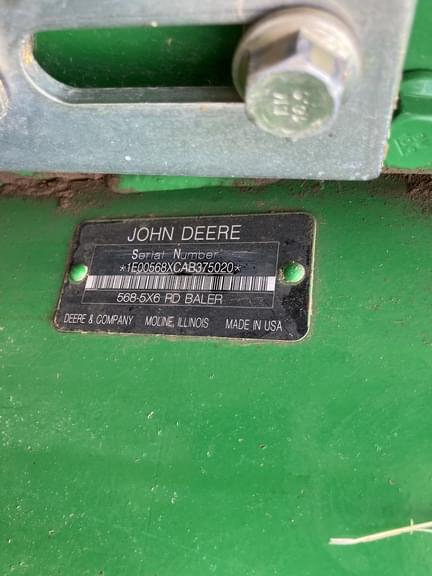 JOHN DEERE
Serial Number
*1E00568XCAB375020*
568-5X6 RD BALER
DEERE & COMPANY MOLINE, ILLINOIS MADE IN USA